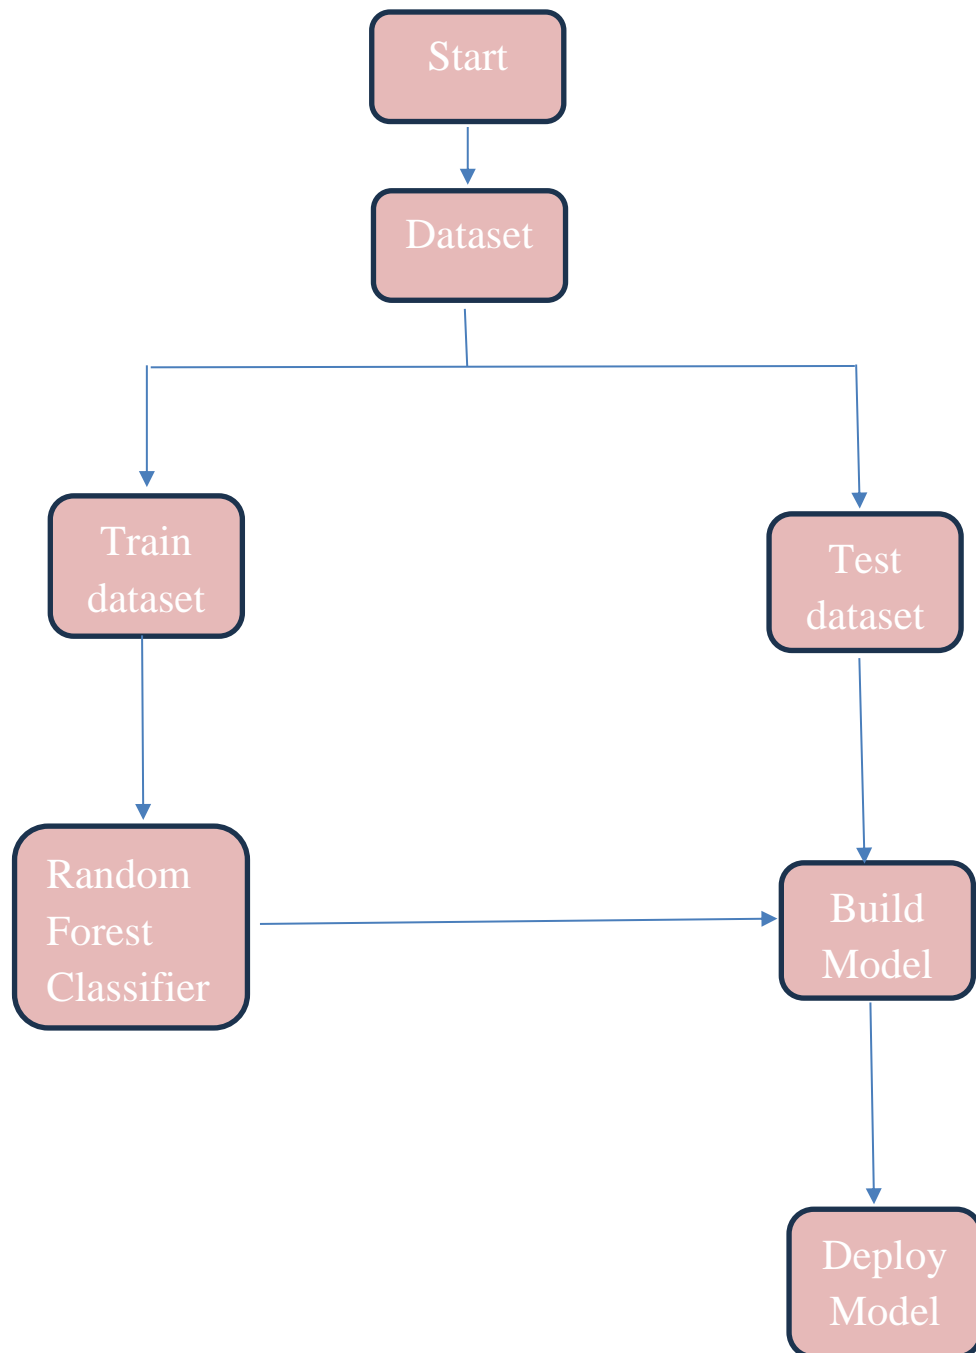 Start
Dataset
Train
dataset
Test
dataset
Random
Forest
Classifier
Build
Model
Deploy
Model